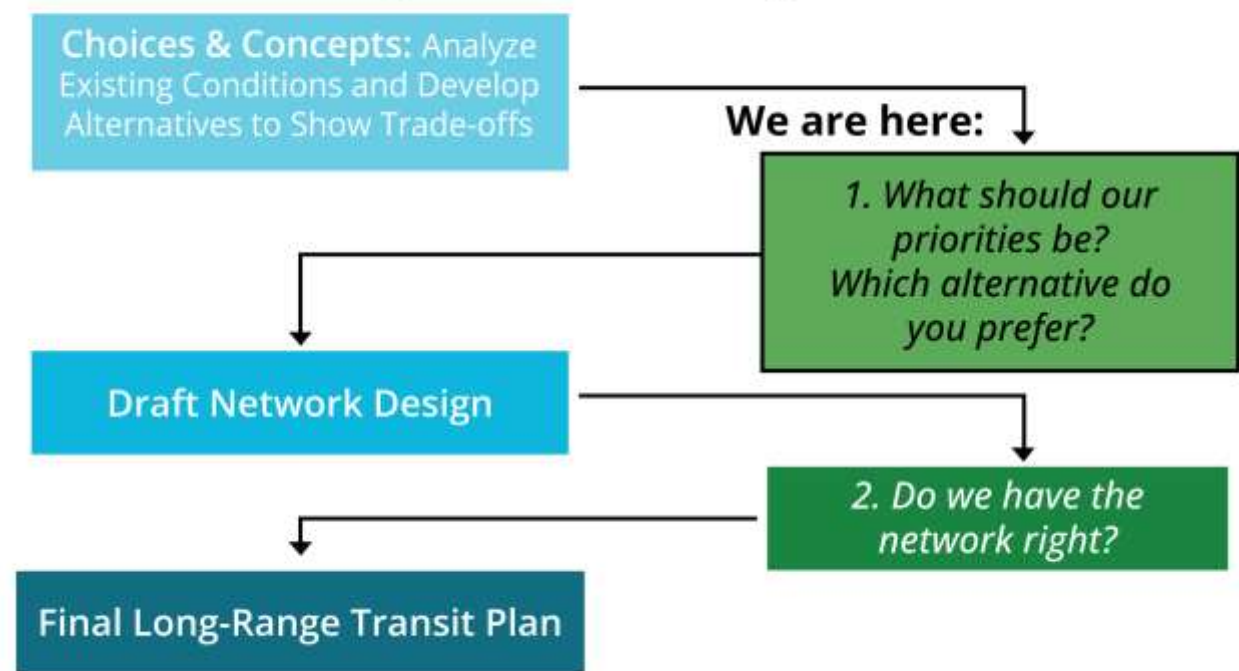 Choices & Concepts: Analyze
Existing Conditions and Develop
Alternatives to Show Trade-offs
We are here:
1. What should our
priorities be?
Which alternative do
you prefer?
Draft Network Design
2. Do we have the
network right?
Final Long-Range Transit Plan